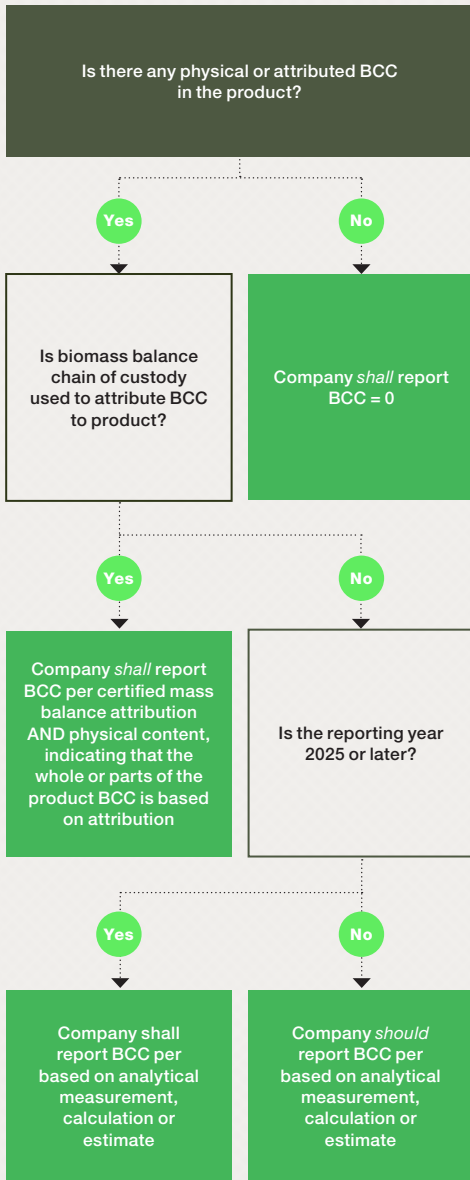 Is there any physical or attributed BCC
in the product?
Yes
No
Is biomass balance
chain of custody
used to attribute BCC
to product?
Company shall report
BCC = 0
Yes
No
Company shall report
BCC per certified mass
balance attribution
AND physical content,
indicating that the
whole or parts of the
product BCC is based
on attribution
Is the reporting year
2025 or later?
Yes
No
Company shall
report BCC per
based on analytical
measurement,
calculation or
estimate
Company should
report BCC per
based on analytical
measurement,
calculation or
estimate